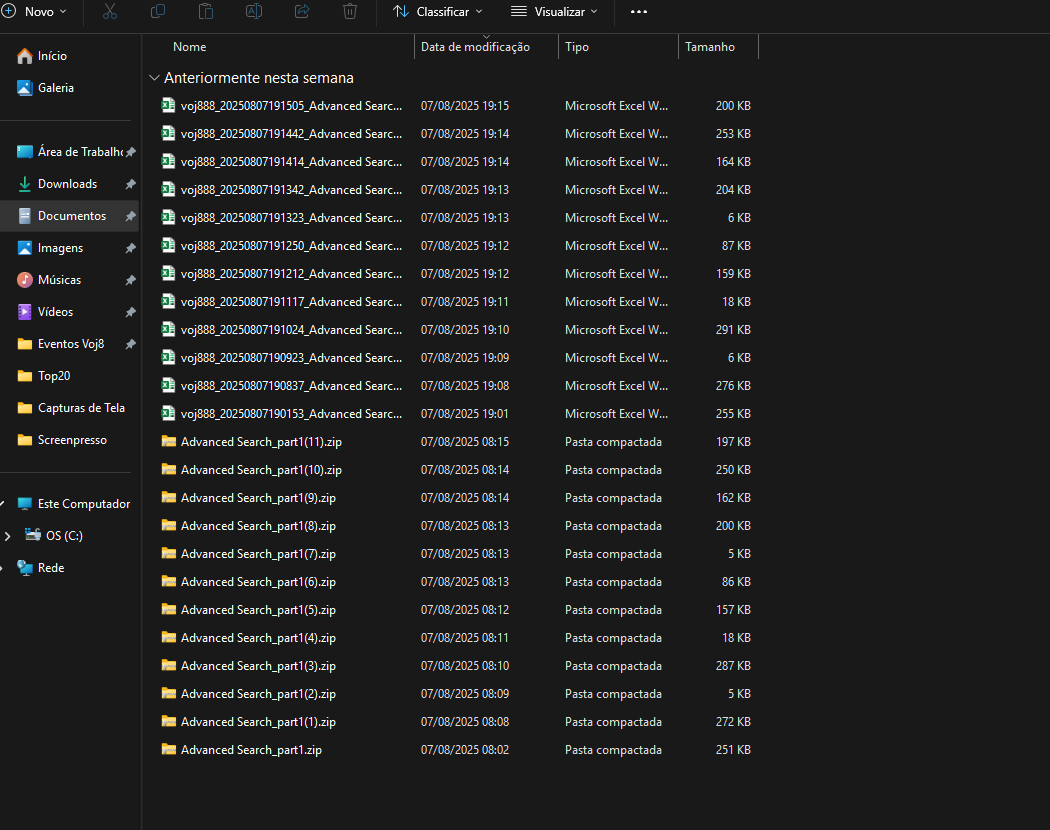 Novo Classificar Visualizar
Nome Data de modificação Tipo Tamanho
Início
Galeria
Área de Trabalho
Downloads
Documentos
Imagens
Músicas
Vídeos
Eventos Voj8
Top20
Capturas de Tela
Screenpresso
Este Computador
OS (C:)
Rede
Anteriormente nesta semana
voj888_20250807191505_Advanced Searc... 07/08/2025 19:15 Microsoft Excel W... 200 KB
voj888_20250807191442_Advanced Searc... 07/08/2025 19:14 Microsoft Excel W... 253 KB
voj888_20250807191414_Advanced Searc... 07/08/2025 19:14 Microsoft Excel W... 164 KB
voj888_20250807191342_Advanced Searc... 07/08/2025 19:13 Microsoft Excel W... 204 KB
voj888_20250807191323_Advanced Searc... 07/08/2025 19:13 Microsoft Excel W... 6 KB
voj888_20250807191250_Advanced Searc... 07/08/2025 19:12 Microsoft Excel W... 87 KB
voj888_20250807191212_Advanced Searc... 07/08/2025 19:12 Microsoft Excel W... 159 KB
voj888_20250807191117_Advanced Searc... 07/08/2025 19:11 Microsoft Excel W... 18 KB
voj888_20250807191024_Advanced Searc... 07/08/2025 19:10 Microsoft Excel W... 291 KB
voj888_20250807190923_Advanced Searc... 07/08/2025 19:09 Microsoft Excel W... 6 KB
voj888_20250807190837_Advanced Searc... 07/08/2025 19:08 Microsoft Excel W... 276 KB
voj888_20250807190153_Advanced Searc... 07/08/2025 19:01 Microsoft Excel W... 255 KB
Advanced Search_part1(11).zip 07/08/2025 08:15 Pasta compactada 197 KB
Advanced Search_part1(10).zip 07/08/2025 08:14 Pasta compactada 250 KB
Advanced Search_part1(9).zip 07/08/2025 08:14 Pasta compactada 162 KB
Advanced Search_part1(8).zip 07/08/2025 08:13 Pasta compactada 200 KB
Advanced Search_part1(7).zip 07/08/2025 08:13 Pasta compactada 5 KB
Advanced Search_part1(6).zip 07/08/2025 08:13 Pasta compactada 86 KB
Advanced Search_part1(5).zip 07/08/2025 08:12 Pasta compactada 157 KB
Advanced Search_part1(4).zip 07/08/2025 08:11 Pasta compactada 18 KB
Advanced Search_part1(3).zip 07/08/2025 08:10 Pasta compactada 287 KB
Advanced Search_part1(2).zip 07/08/2025 08:09 Pasta compactada 5 KB
Advanced Search_part1(1).zip 07/08/2025 08:08 Pasta compactada 272 KB
Advanced Search_part1.zip 07/08/2025 08:02 Pasta compactada 251 KB